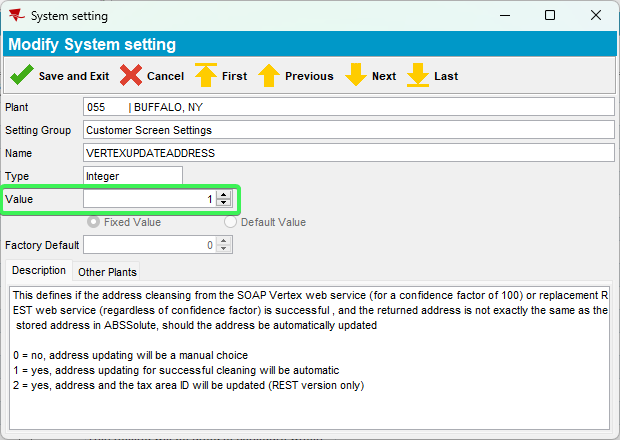 System setting
Modify System setting
Save and Exit Cancel First Previous Next Last
Plant 055 | BUFFALO, NY
Setting Group Customer Screen Settings
Name VERTEXUPDATEADDRESS
Type Integer
Value 1
Fixed Value Default Value
Factory Default 0
Description Other Plants
This defines if the address cleansing from the SOAP Vertex web service (for a confidence factor of 100) or replacement R
EST web service (regardless of confidence factor) is successful , and the returned address is not exactly the same as the
stored address in ABSSolute, should the address be automatically updated
0 = no, address updating will be a manual choice
1 = yes, address updating for successful cleaning will be automatic
2 = yes, address and the tax area ID will be updated (REST version only)